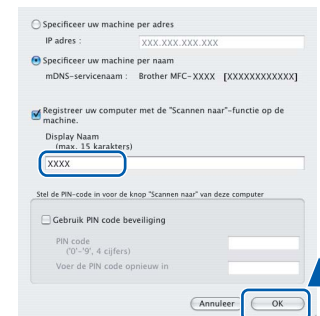 Specificeer uw machine per adres
IP adres : XXX.XXX.XXX.XXX
Specificeer uw machine per naam
mDNS-servicenaam : Brother MFC-XXXX [XXXXXXXXXXXX]
Registreer uw computer met de "Scannen naar"-functie op de
machine.
Display Naam
(max. 15 karakters)
XXXX
Stel de PIN-code in voor de knop "Scannen naar" van deze computer
Gebruik PIN code beveiliging
PIN code
('0'-'9', 4 cijfers)
Voer de PIN code opnieuw in
Annuleer OK